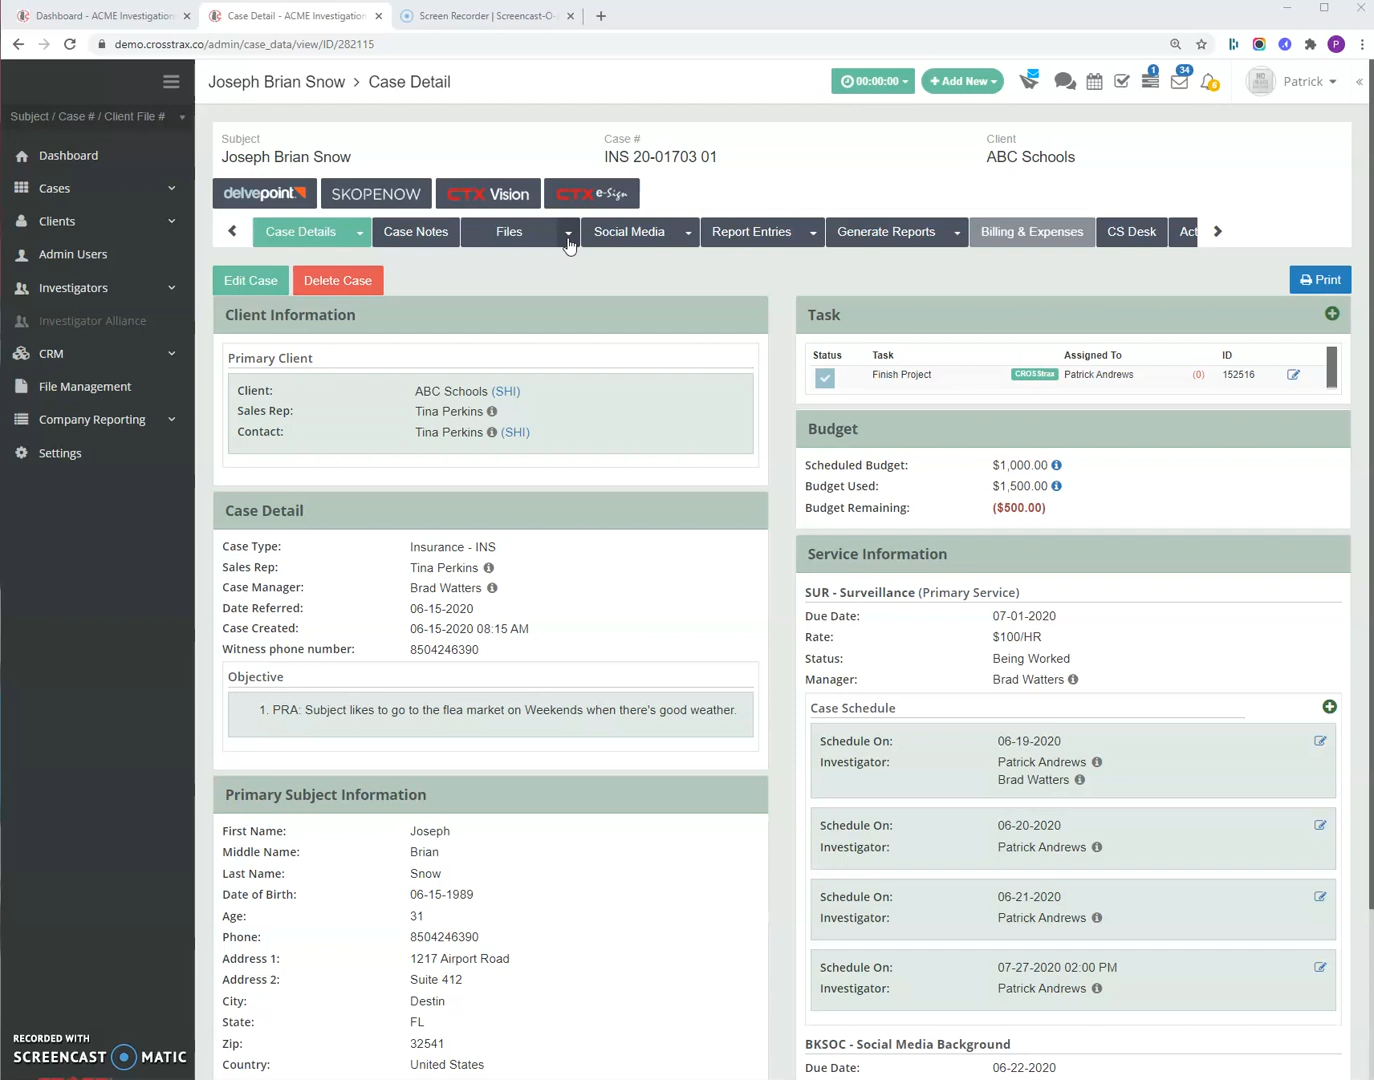 Dashboard - ACME Investigation
Case Detail - ACME Investigation
Screen Recorder | Screencast-O-
demo.crosstrax.co/admin/case_data/view/ID/282115
P
Joseph Brian Snow > Case Detail
00:00:00
+ Add New
1
34
6
Patrick
Subject / Case # / Client File #
Dashboard
Cases
Clients
Admin Users
Investigators
Investigator Alliance
CRM
File Management
Company Reporting
Settings
Subject
Joseph Brian Snow
Case #
INS 20-01703 01
Client
ABC Schools
delvepoint
SKOPENOW
CTX Vision
CTX e-Sign
Case Details
Case Notes
Files
Social Media
Report Entries
Generate Reports
Billing & Expenses
CS Desk
Act
Edit Case
Delete Case
Print
Client Information
Primary Client
Client: ABC Schools (SHI)
Sales Rep: Tina Perkins
Contact: Tina Perkins (SHI)
Case Detail
Case Type: Insurance - INS
Sales Rep: Tina Perkins
Case Manager: Brad Watters
Date Referred: 06-15-2020
Case Created: 06-15-2020 08:15 AM
Witness phone number: 8504246390
Objective
1. PRA: Subject likes to go to the flea market on Weekends when there's good weather.
Primary Subject Information
First Name: Joseph
Middle Name: Brian
Last Name: Snow
Date of Birth: 06-15-1989
Age: 31
Phone: 8504246390
Address 1: 1217 Airport Road
Address 2: Suite 412
City: Destin
State: FL
Zip: 32541
Country: United States
Task
Status Task Assigned To ID
Finish Project CROSStrax Patrick Andrews (0) 152516
Budget
Scheduled Budget: $1,000.00
Budget Used: $1,500.00
Budget Remaining: ($500.00)
Service Information
SUR - Surveillance (Primary Service)
Due Date: 07-01-2020
Rate: $100/HR
Status: Being Worked
Manager: Brad Watters
Case Schedule
Schedule On: 06-19-2020
Investigator: Patrick Andrews
Brad Watters
Schedule On: 06-20-2020
Investigator: Patrick Andrews
Schedule On: 06-21-2020
Investigator: Patrick Andrews
Schedule On: 07-27-2020 02:00 PM
Investigator: Patrick Andrews
BKSOC - Social Media Background
Due Date: 06-22-2020
RECORDED WITH
SCREENCAST MATIC